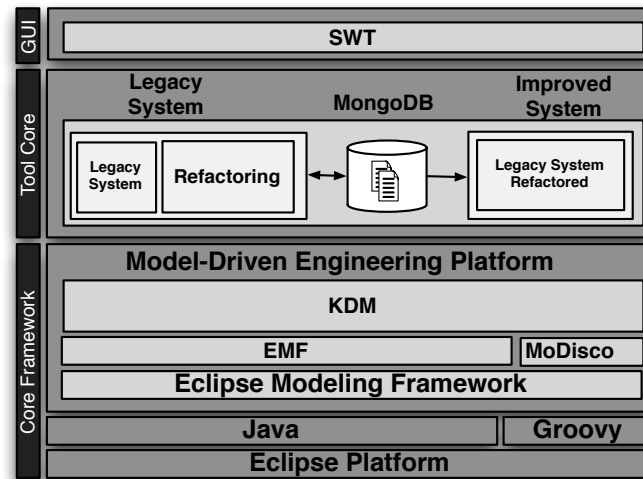 GUI
SWT
Tool Core
Legacy
System
MongoDB
Improved
System
Legacy
System
Refactoring
Legacy System
Refactored
Core Framework
Model-Driven Engineering Platform
KDM
EMF
MoDisco
Eclipse Modeling Framework
Java
Groovy
Eclipse Platform